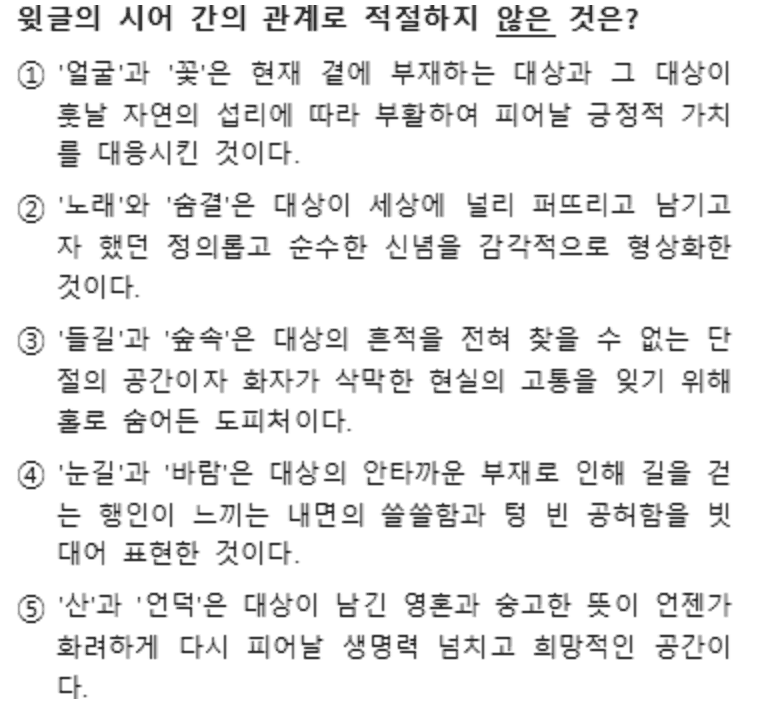 윗글의 시어 간의 관계로 적절하지 않은 것은?
① '얼굴'과 '꽃'은 현재 곁에 부재하는 대상과 그 대상이
훗날 자연의 섭리에 따라 부활하여 피어날 긍정적 가치
를 대응시킨 것이다.
② '노래'와 '숨결'은 대상이 세상에 널리 퍼뜨리고 남기고
자 했던 정의롭고 순수한 신념을 감각적으로 형상화한
것이다.
③ '들길'과 '숲속'은 대상의 흔적을 전혀 찾을 수 없는 단
절의 공간이자 화자가 삭막한 현실의 고통을 잊기 위해
홀로 숨어든 도피처이다.
④ '눈길'과 '바람'은 대상의 안타까운 부재로 인해 길을 걷
는 행인이 느끼는 내면의 쓸쓸함과 텅 빈 공허함을 빗
대어 표현한 것이다.
⑤ '산'과 '언덕'은 대상이 남긴 영혼과 숭고한 뜻이 언젠가
화려하게 다시 피어날 생명력 넘치고 희망적인 공간이
다.